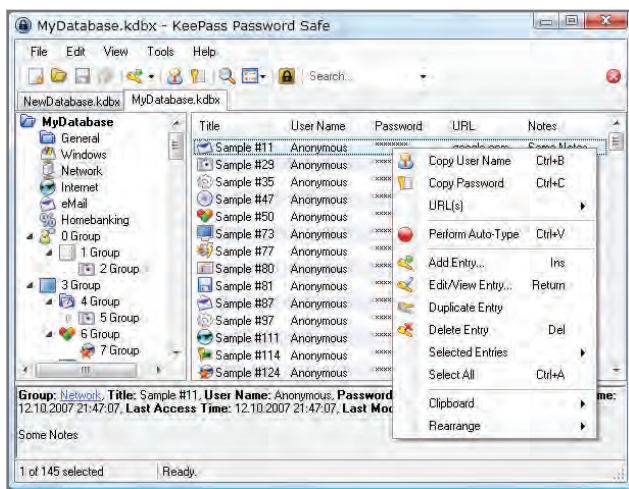 MyDatabase.kdbx - KeePass Password Safe
File Edit View Tools Help
Search...
NewDatabase.kdbx MyDatabase.kdbx
MyDatabase
General
Windows
Network
Internet
eMail
Homebanking
0 Group
1 Group
2 Group
3 Group
4 Group
5 Group
6 Group
7 Group
Title User Name Password URL Notes
Sample #11 Anonymous ******** google.com Some Notes
Sample #29 Anonymous ****
Sample #35 Anonymous ****
Sample #47 Anonymous ****
Sample #50 Anonymous ****
Sample #73 Anonymous ****
Sample #77 Anonymous ****
Sample #80 Anonymous ****
Sample #81 Anonymous ****
Sample #87 Anonymous ****
Sample #97 Anonymous ****
Sample #111 Anonymous ****
Sample #114 Anonymous ****
Sample #124 Anonymous ****
Copy User Name Ctrl+B
Copy Password Ctrl+C
URL(s)
Perform Auto-Type Ctrl+V
Add Entry... Ins
Edit/View Entry... Return
Duplicate Entry
Delete Entry Del
Selected Entries
Select All Ctrl+A
Clipboard
Rearrange
Group: Network, Title: Sample #11, User Name: Anonymous, Password me:
12.10.2007 21:47:07, Last Access Time: 12.10.2007 21:47:07, Last Mod
Some Notes
1 of 145 selected Ready.